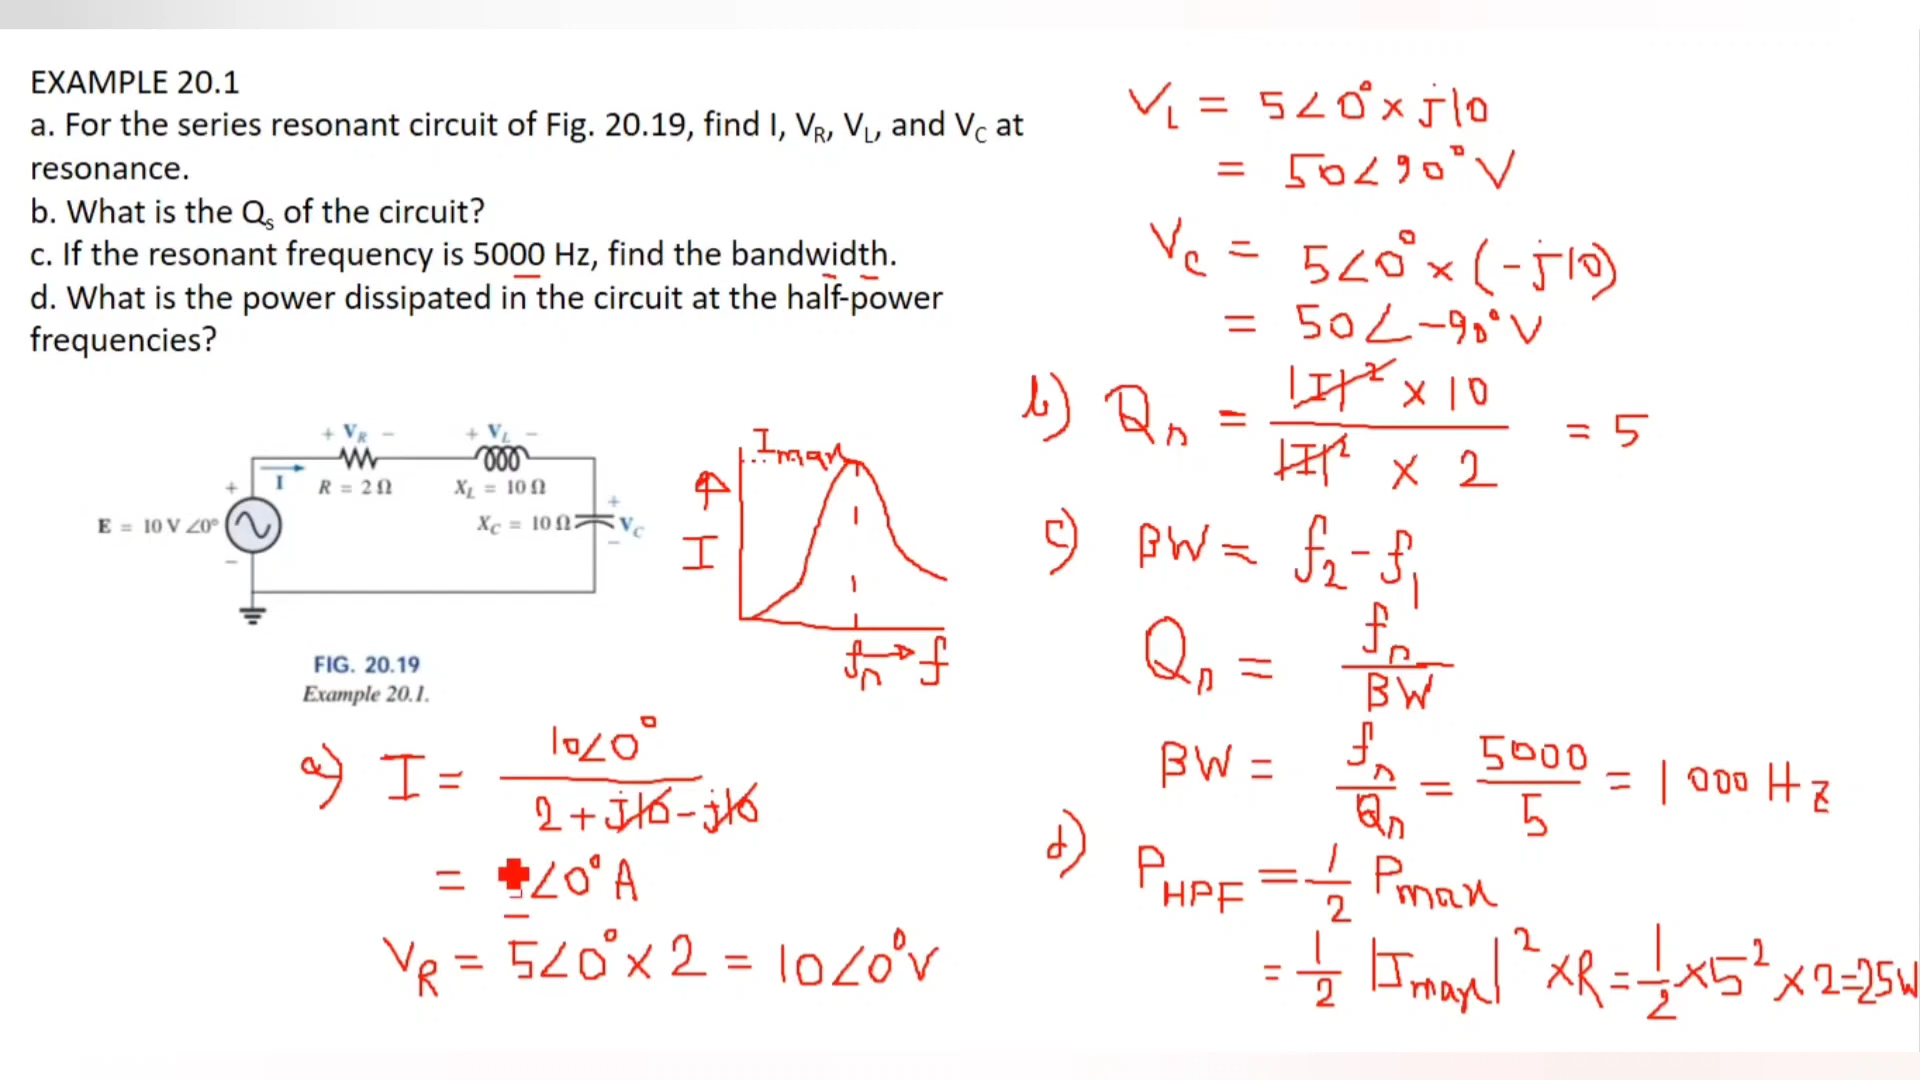 EXAMPLE 20.1
a. For the series resonant circuit of Fig. 20.19, find I, V_R, V_L, and V_C at
resonance.
b. What is the Q_s of the circuit?
c. If the resonant frequency is 5000 Hz, find the bandwidth.
d. What is the power dissipated in the circuit at the half-power
frequencies?
+ V_R −
+ V_L −
I
R = 2 Ω
X_L = 10 Ω
+
E = 10 V ∠0°
−
X_C = 10 Ω
+
V_C
−
FIG. 20.19
Example 20.1.
I_max
I
f_r → f
a) I = 10∠0° / (2 + j10 − j10)
= ∠0° A
V_R = 5∠0° × 2 = 10∠0° V
V_L = 5∠0° × j10
= 50∠90° V
V_C = 5∠0° × (−j10)
= 50∠−90° V
b) Q_r = |I|² × 10 / |I|² × 2 = 5
c) BW = f_2 − f_1
Q_r = f_r / BW
BW = f_r / Q_r = 5000 / 5 = 1000 Hz
d) P_HPF = 1/2 P_max
= 1/2 |I_max|² × R = 1/2 × 5² × 2 = 25W